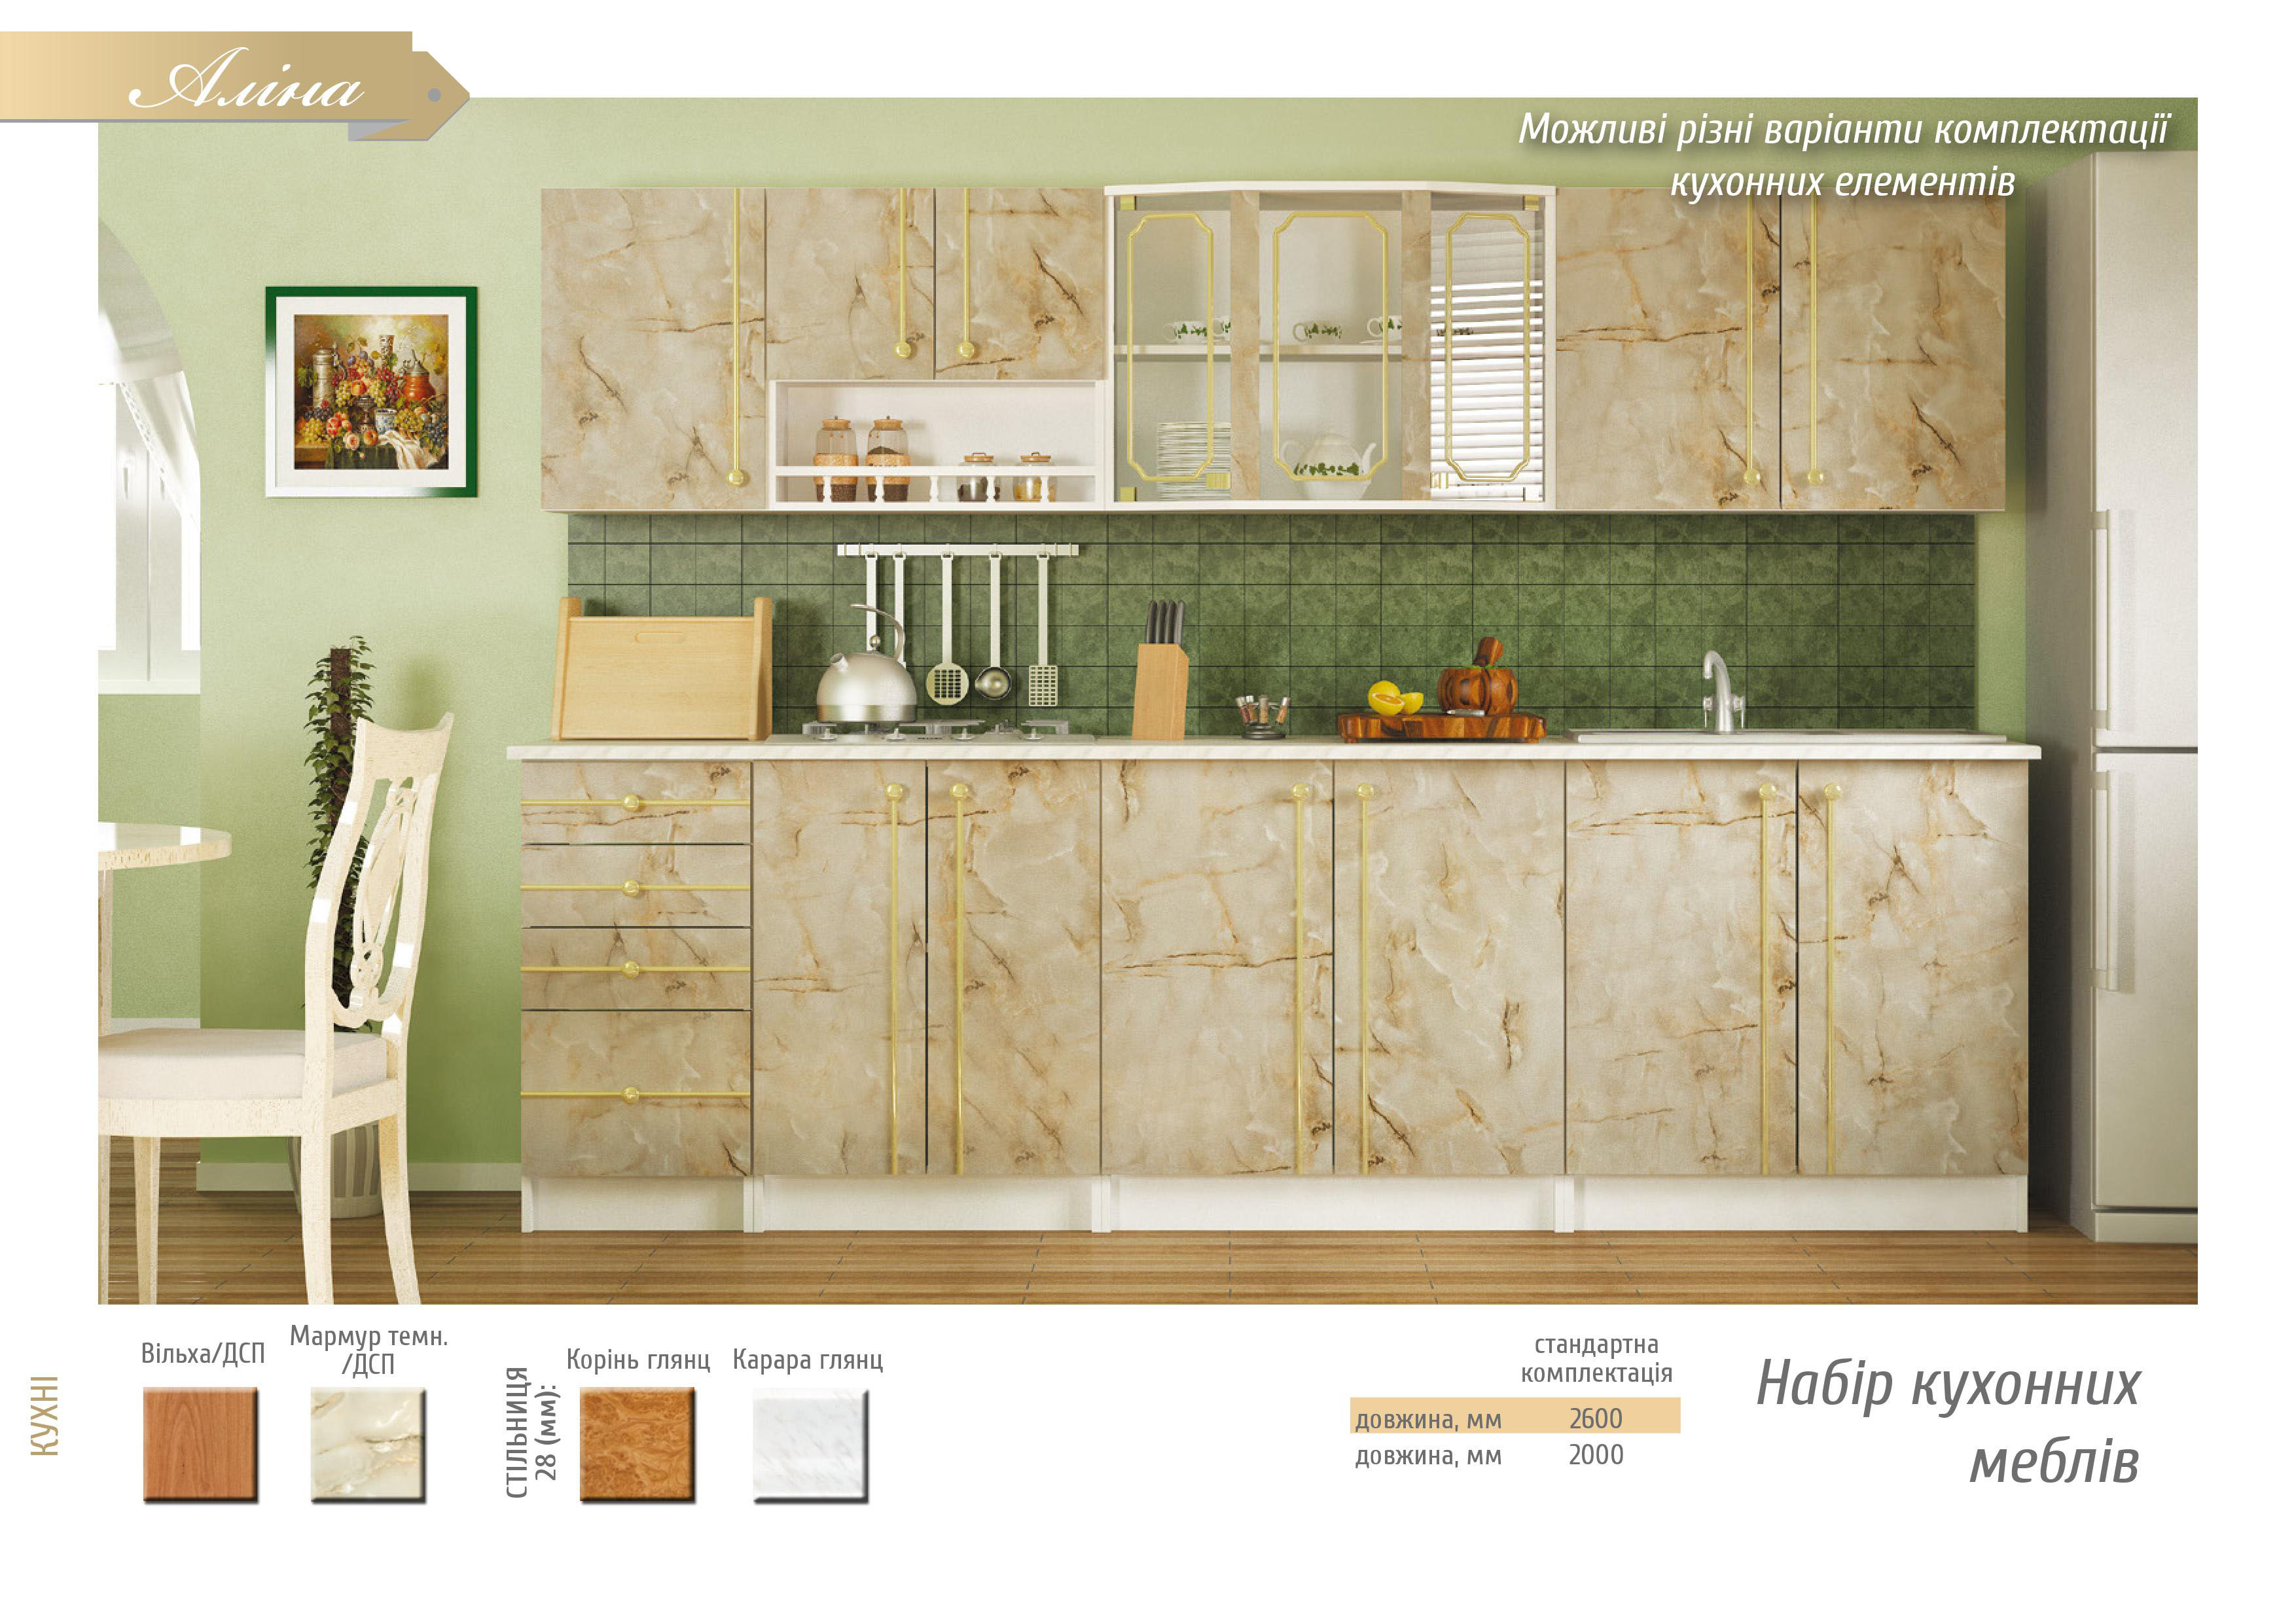 Аліна
Можливі різні варіанти комплектації
кухонних елементів
Вільха/ДСП
Мармур темн.
/ДСП
СТІЛЬНИЦЯ
28 (мм):
Корінь глянц
Карара глянц
стандартна
комплектація
довжина, мм 2600
довжина, мм 2000
Набір кухонних
меблів
КУХНІ